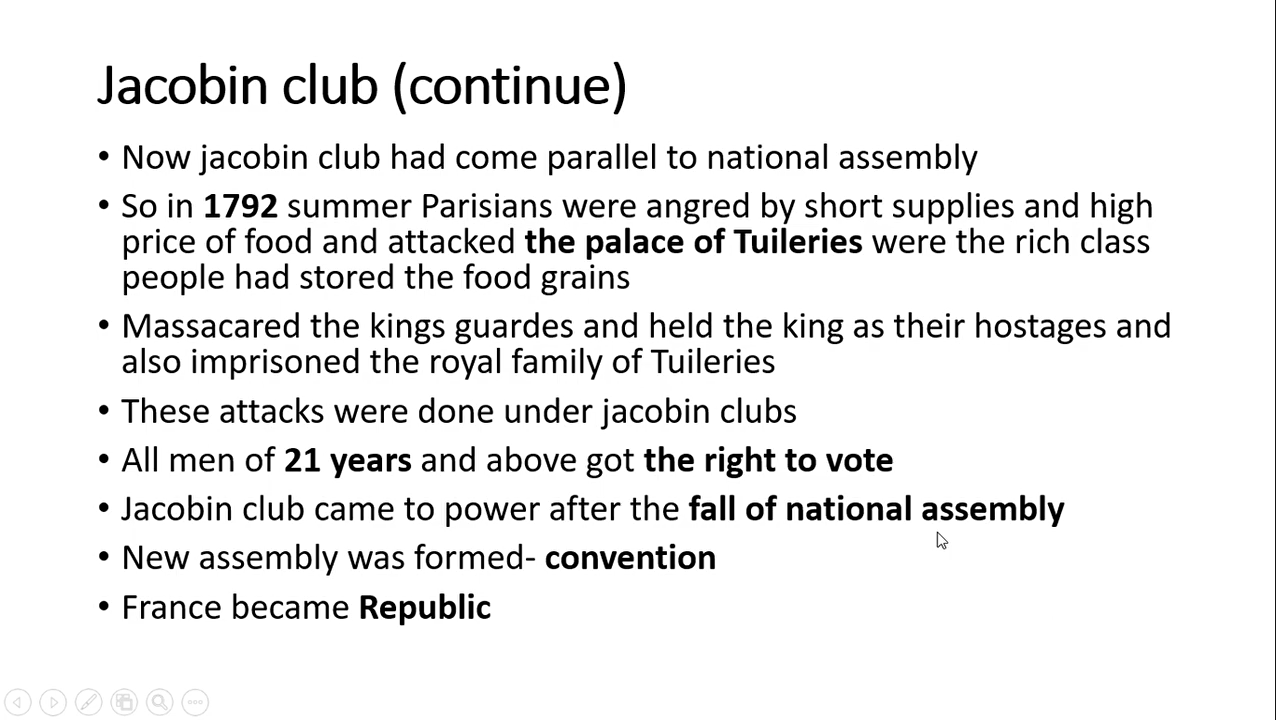 Jacobin club (continue)
• Now jacobin club had come parallel to national assembly
• So in 1792 summer Parisians were angred by short supplies and high
price of food and attacked the palace of Tuileries were the rich class
people had stored the food grains
• Massacared the kings guardes and held the king as their hostages and
also imprisoned the royal family of Tuileries
• These attacks were done under jacobin clubs
• All men of 21 years and above got the right to vote
• Jacobin club came to power after the fall of national assembly
• New assembly was formed- convention
• France became Republic